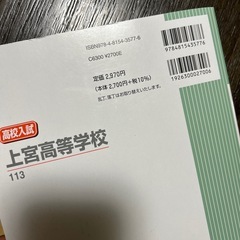 ISBN978-4-8154-3577-6
C6300 ¥2700E
定価 2,970円
(本体 2,700円+税10%)
乱丁、落丁はお取り替えいたします。
9784815435776
1926300027006
高校入試
上宮高等学校
113